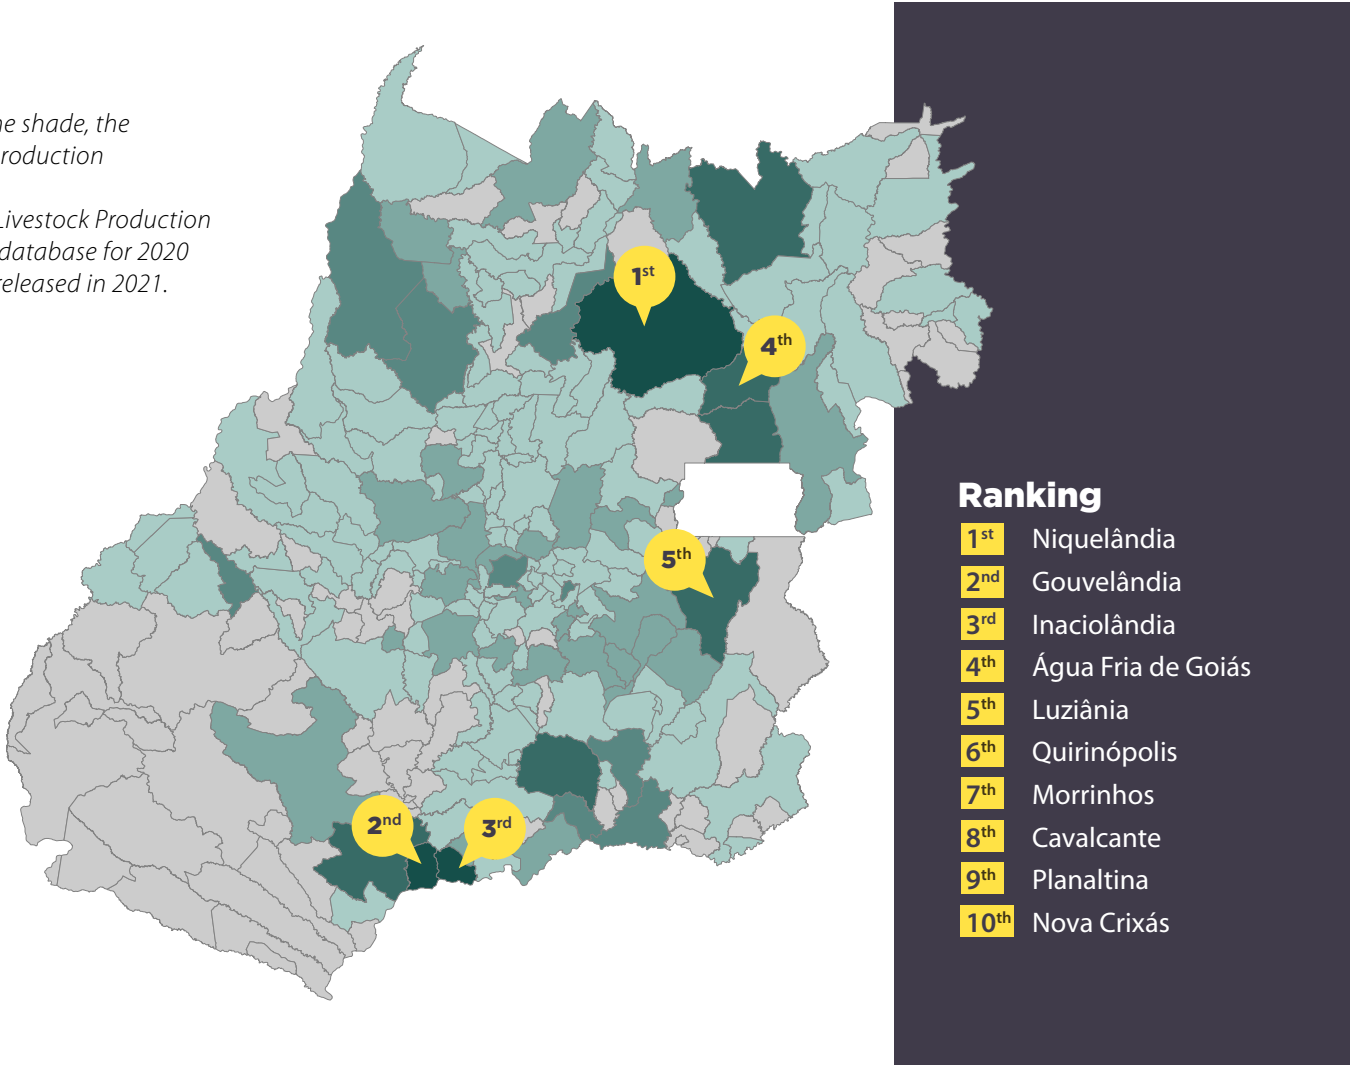 he shade, the
roduction
Livestock Production
database for 2020
released in 2021.
1st
4th
5th
2nd
3rd
Ranking
1st Niquelândia
2nd Gouvelândia
3rd Inaciolândia
4th Água Fria de Goiás
5th Luziânia
6th Quirinópolis
7th Morrinhos
8th Cavalcante
9th Planaltina
10th Nova Crixás